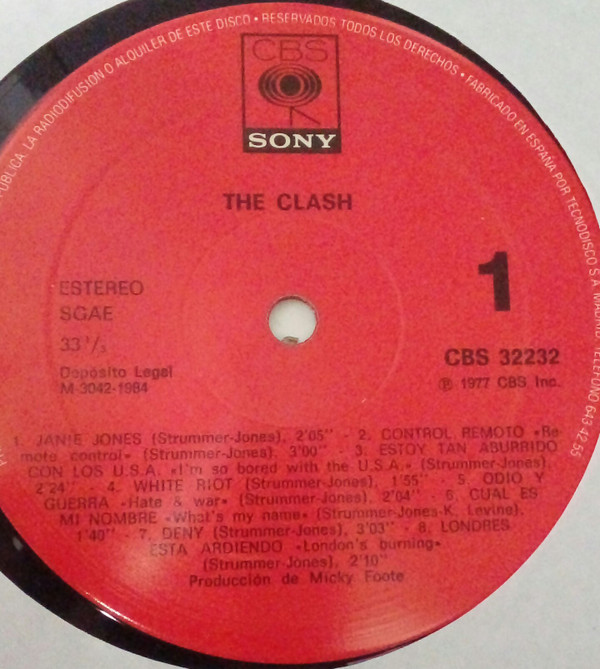 PÚBLICA, LA RADIODIFUSION O ALQUILER DE ESTE DISCO • RESERVADOS TODOS LOS DERECHOS • FABRICADO EN ESPAÑA POR TECNODISCO S.A. MADRID. TELEFONO 643 42 55
CBS
SONY
THE CLASH
1
ESTEREO
SGAE
33 1/3
Depósito Legal
M-3042-1984
CBS 32232
℗ 1977 CBS Inc.
1. JANIE JONES (Strummer-Jones), 2'05" - 2. CONTROL REMOTO «Re-
mote control» (Strummer-Jones), 3'00" - 3. ESTOY TAN ABURRIDO
CON LOS U.S.A. «I'm so bored with the U.S.A.» (Strummer-Jones),
2'24" - 4. WHITE RIOT (Strummer-Jones), 1'55" - 5. ODIO Y
GUERRA «Hate & war» (Strummer-Jones), 2'04" - 6. CUAL ES
MI NOMBRE «What's my name» (Strummer-Jones-K. Levine),
1'40" - 7. DENY (Strummer-Jones), 3'03" - 8. LONDRES
ESTA ARDIENDO «London's burning»
(Strummer-Jones), 2'10"
Producción de Micky Foote